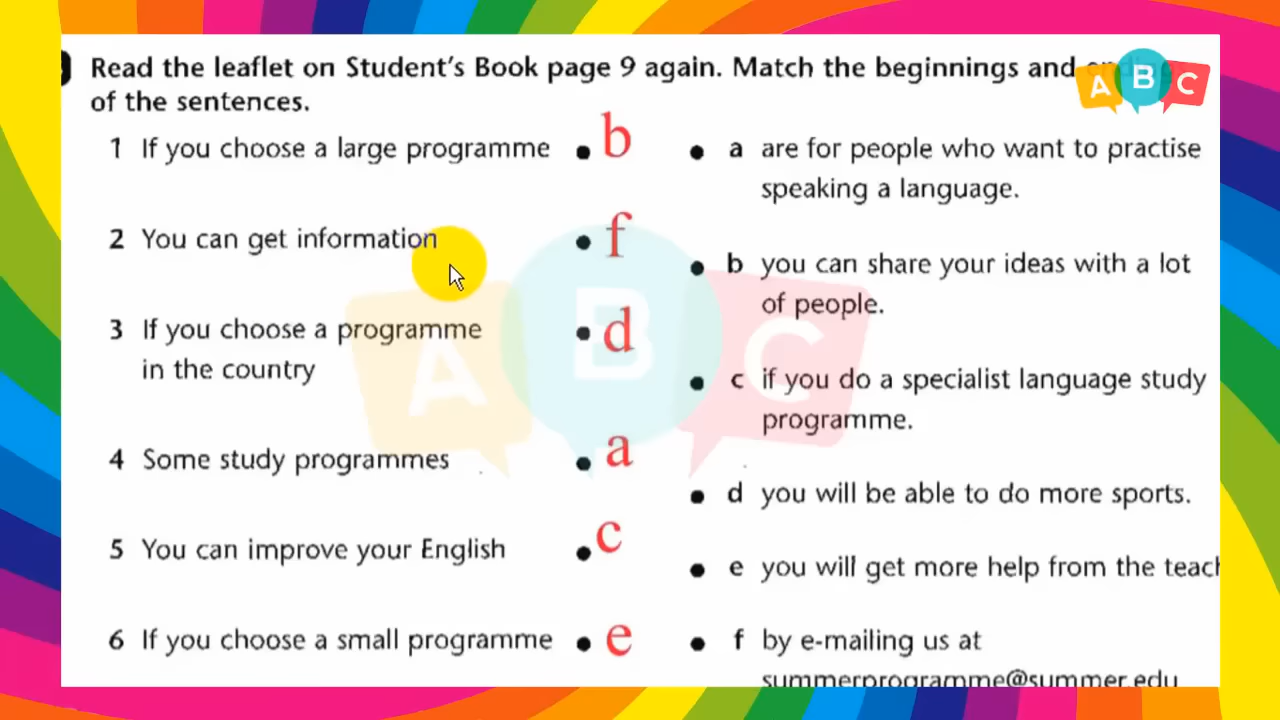 Read the leaflet on Student's Book page 9 again. Match the beginnings and
of the sentences.
A B C
1 If you choose a large programme
b
2 You can get information
f
3 If you choose a programme
in the country
d
4 Some study programmes
a
5 You can improve your English
c
6 If you choose a small programme
e
a are for people who want to practise
speaking a language.
b you can share your ideas with a lot
of people.
c if you do a specialist language study
programme.
d you will be able to do more sports.
e you will get more help from the teach
f by e-mailing us at
summerprogramme@summer.edu
A B C